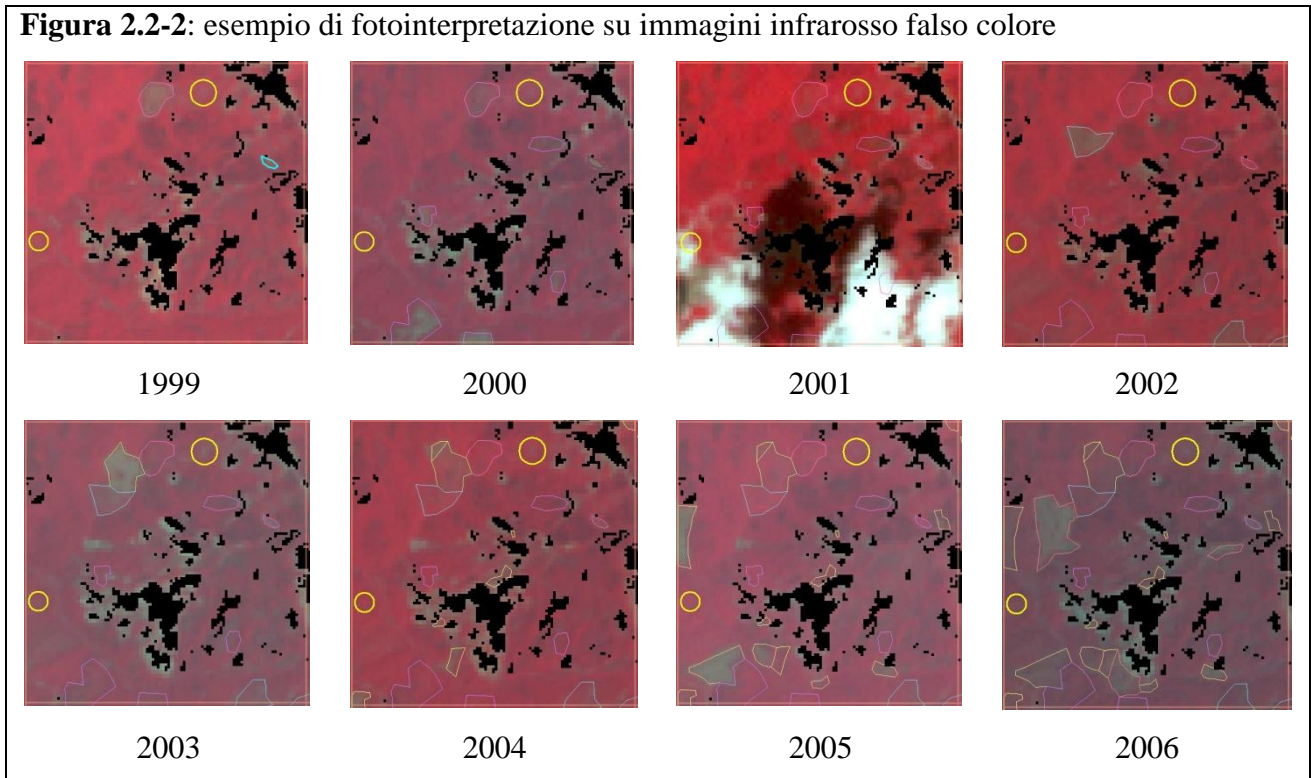 Figura 2.2-2: esempio di fotointerpretazione su immagini infrarosso falso colore
1999 2000 2001 2002
2003 2004 2005 2006